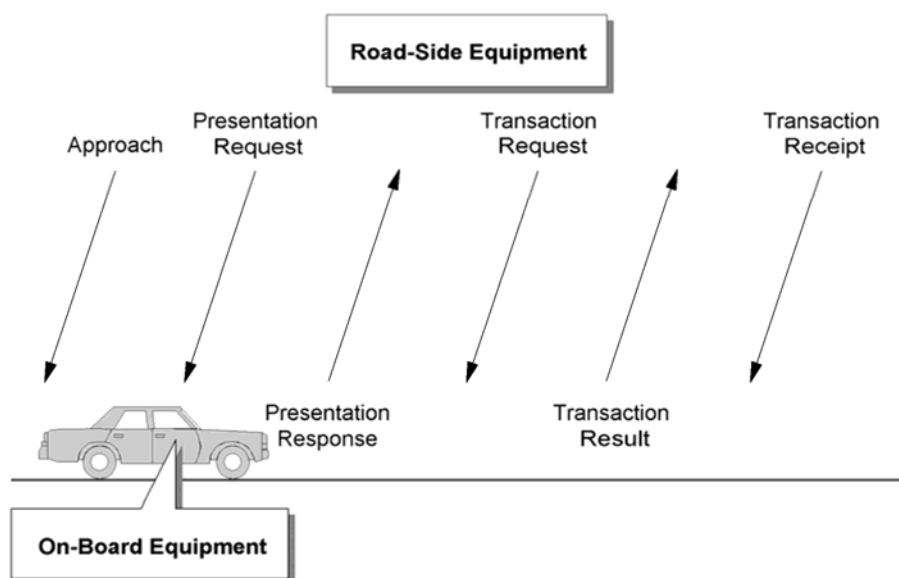 Road-Side Equipment
Approach
Presentation
Request
Transaction
Request
Transaction
Receipt
Presentation
Response
Transaction
Result
On-Board Equipment